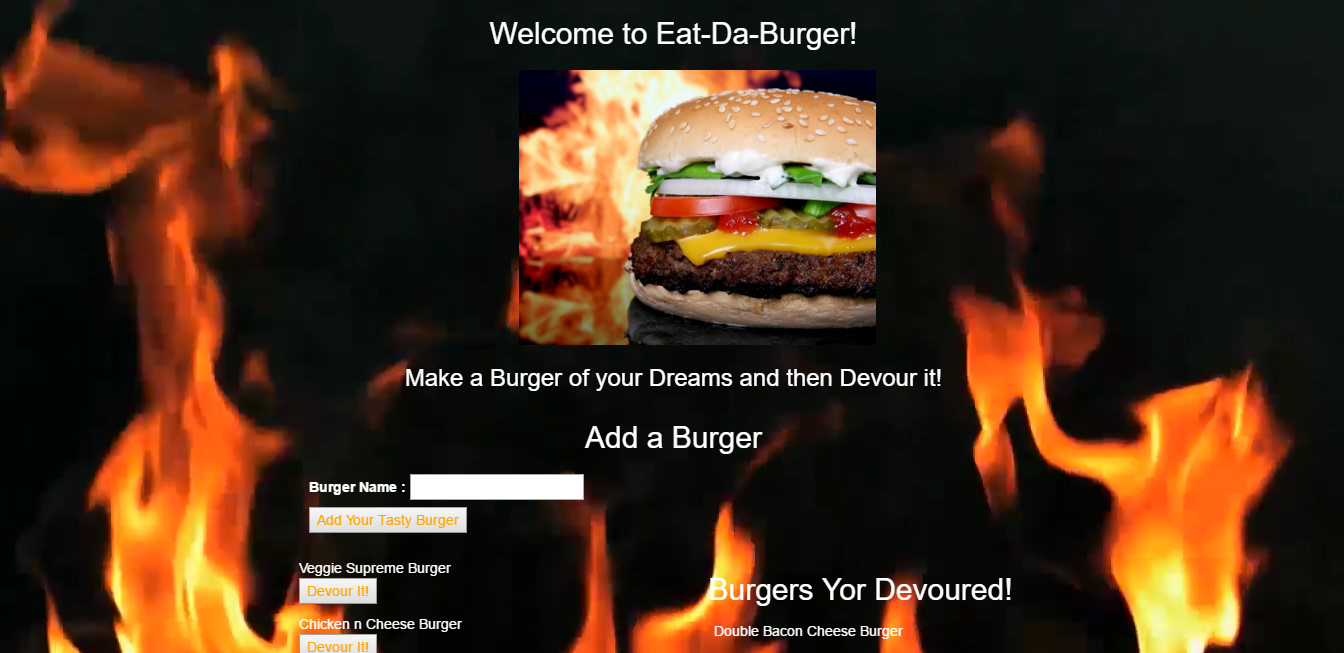 Welcome to Eat-Da-Burger!
Make a Burger of your Dreams and then Devour it!
Add a Burger
Burger Name :
Add Your Tasty Burger
Veggie Supreme Burger
Devour It!
Chicken n Cheese Burger
Devour It!
Burgers Yor Devoured!
Double Bacon Cheese Burger